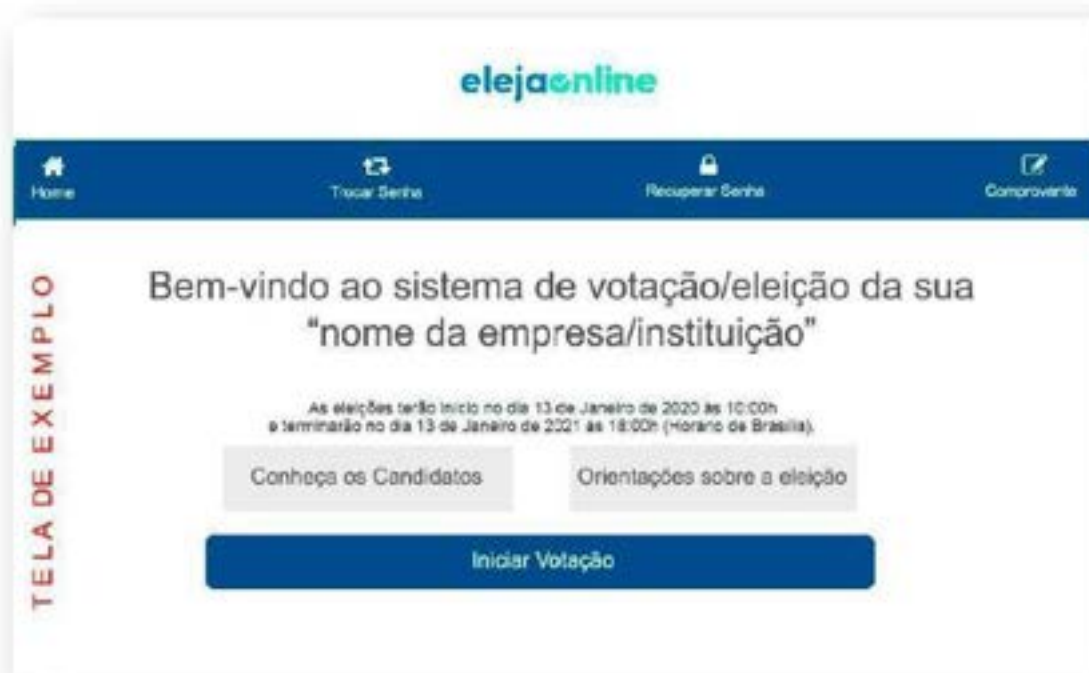 elejaonline
Home
Trocar Senha
Recuperar Senha
Comprovante
TELA DE EXEMPLO
Bem-vindo ao sistema de votação/eleição da sua
“nome da empresa/instituição”
As eleições terão início no dia 13 de Janeiro de 2020 às 10:00h
e terminarão no dia 13 de Janeiro de 2021 às 18:00h (Horário de Brasília).
Conheça os Candidatos
Orientações sobre a eleição
Iniciar Votação